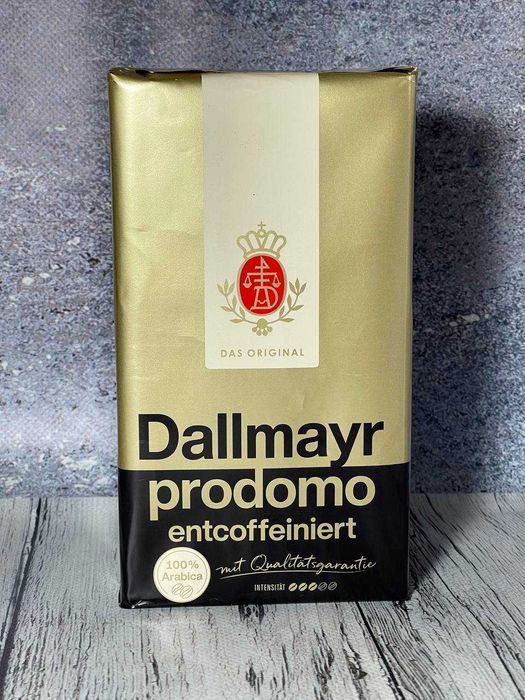 DAS ORIGINAL
Dallmayr
prodomo
entcoffeiniert
100%
Arabica
mit Qualitätsgarantie
INTENSITÄT